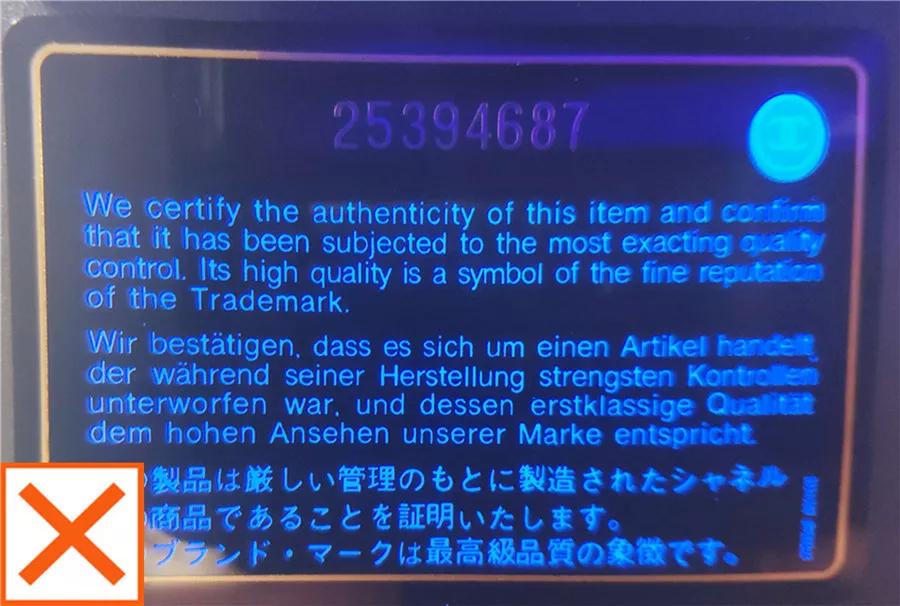 25394687
We certify the authenticity of this item and confirm
that it has been subjected to the most exacting quality
control. Its high quality is a symbol of the fine reputation
of the Trademark.
Wir bestätigen, dass es sich um einen Artikel handelt,
der während seiner Herstellung strengsten Kontrollen
unterworfen war, und dessen erstklassige Qualität
dem hohen Ansehen unserer Marke entspricht.
製品は厳しい管理のもとに製造されたシャネル
商品であることを証明いたします。
ブランド・マークは最高級品質の象徴です。